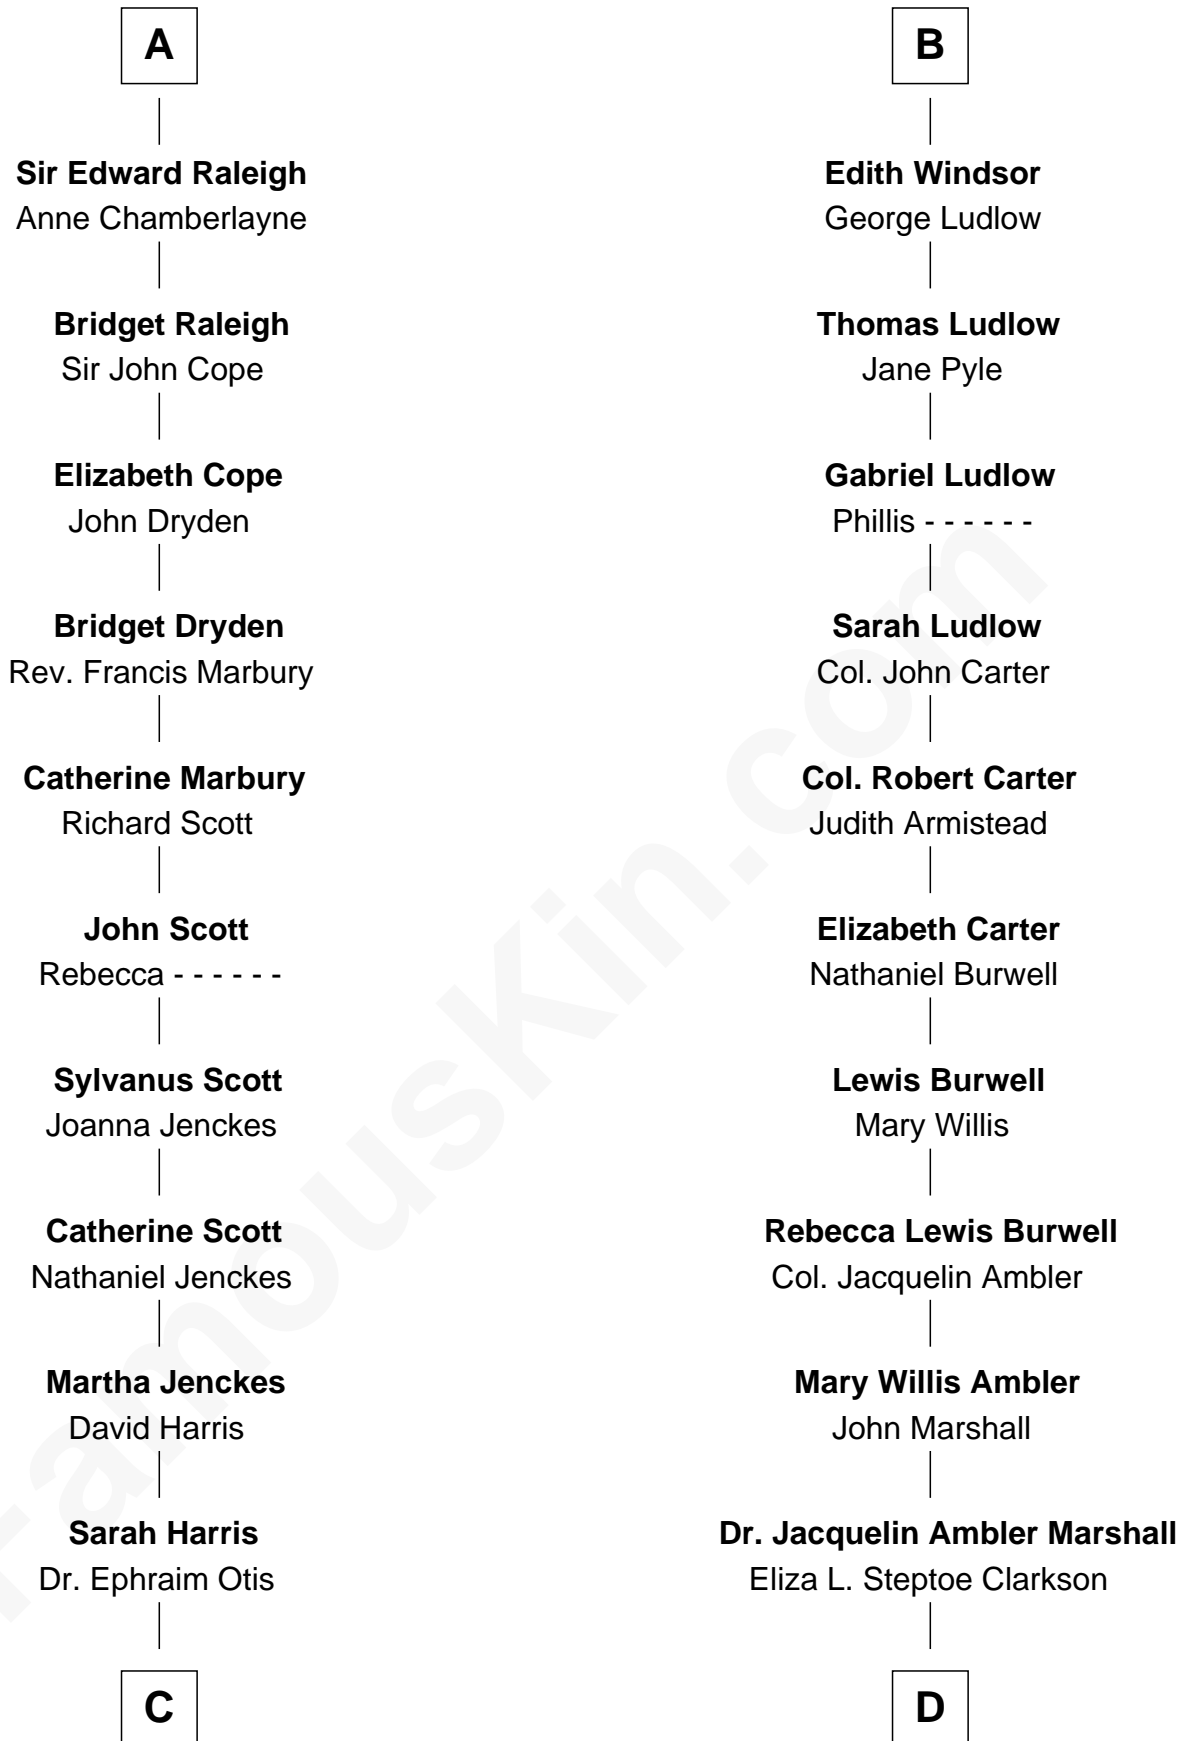 A
Sir Edward Raleigh
Anne Chamberlayne
Bridget Raleigh
Sir John Cope
Elizabeth Cope
John Dryden
Bridget Dryden
Rev. Francis Marbury
Catherine Marbury
Richard Scott
John Scott
Rebecca - - - - - -
Sylvanus Scott
Joanna Jenckes
Catherine Scott
Nathaniel Jenckes
Martha Jenckes
David Harris
Sarah Harris
Dr. Ephraim Otis
C
B
Edith Windsor
George Ludlow
Thomas Ludlow
Jane Pyle
Gabriel Ludlow
Phillis - - - - - -
Sarah Ludlow
Col. John Carter
Col. Robert Carter
Judith Armistead
Elizabeth Carter
Nathaniel Burwell
Lewis Burwell
Mary Willis
Rebecca Lewis Burwell
Col. Jacquelin Ambler
Mary Willis Ambler
John Marshall
Dr. Jacquelin Ambler Marshall
Eliza L. Steptoe Clarkson
D
FamousKin.com